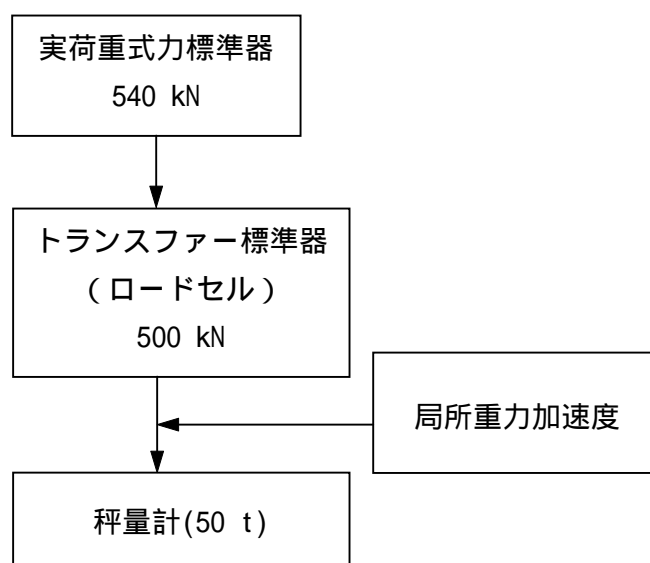 実荷重式力標準器
540 kN
トランスファー標準器
(ロードセル)
500 kN
局所重力加速度
秤量計(50 t)